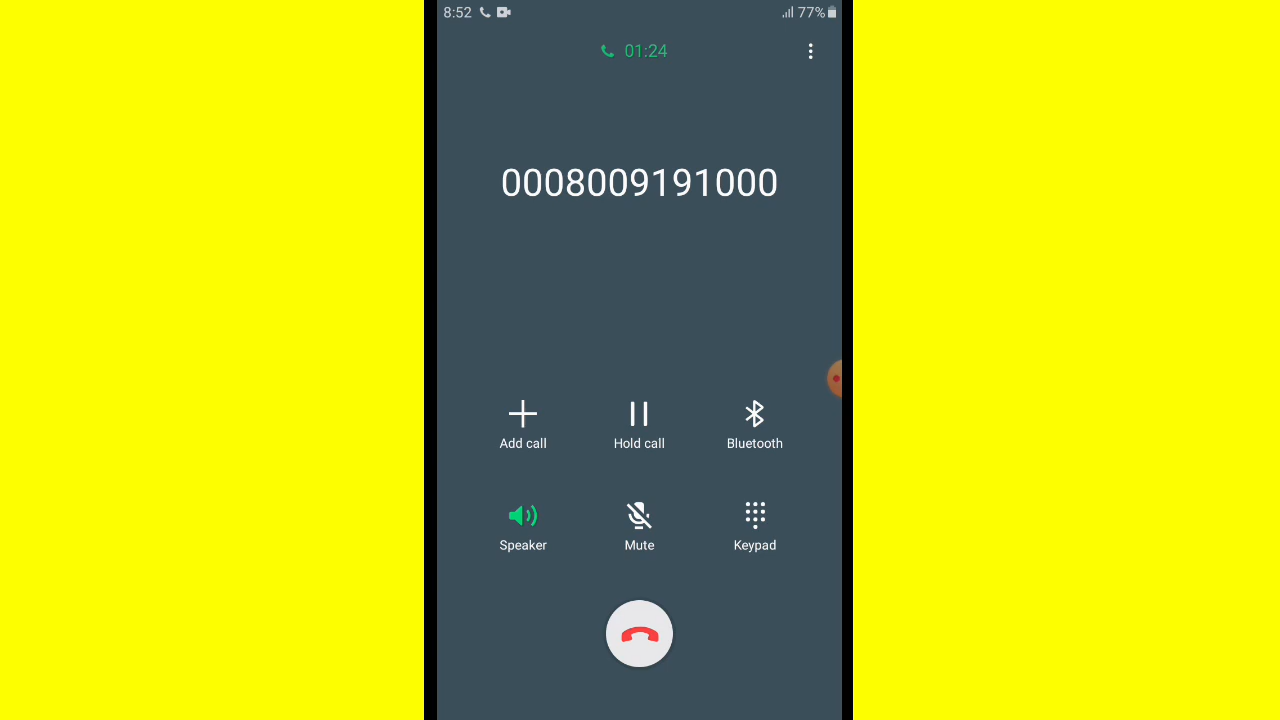 8:52 77%
01:24
0008009191000
Add call Hold call Bluetooth
Speaker Mute Keypad